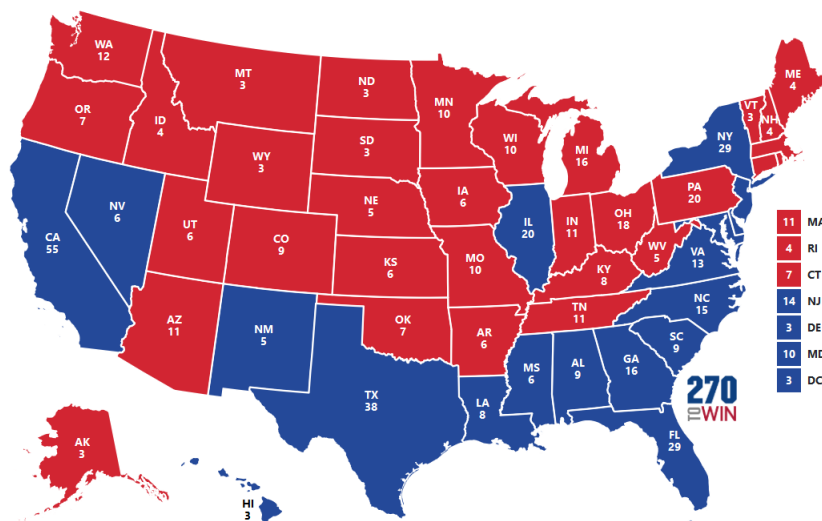 WA
12
OR
7
ID
4
MT
3
ND
3
MN
10
WI
10
MI
16
ME
4
VT
3
NH
4
NY
29
WY
3
SD
3
NE
5
IA
6
IL
20
IN
11
OH
18
PA
20
CA
55
NV
6
UT
6
CO
9
KS
6
MO
10
KY
8
WV
5
VA
13
NC
15
AZ
11
NM
5
OK
7
AR
6
TN
11
SC
9
TX
38
LA
8
MS
6
AL
9
GA
16
FL
29
AK
3
HI
3
11 MA
4 RI
7 CT
14 NJ
3 DE
10 MD
3 DC
270
TO WIN